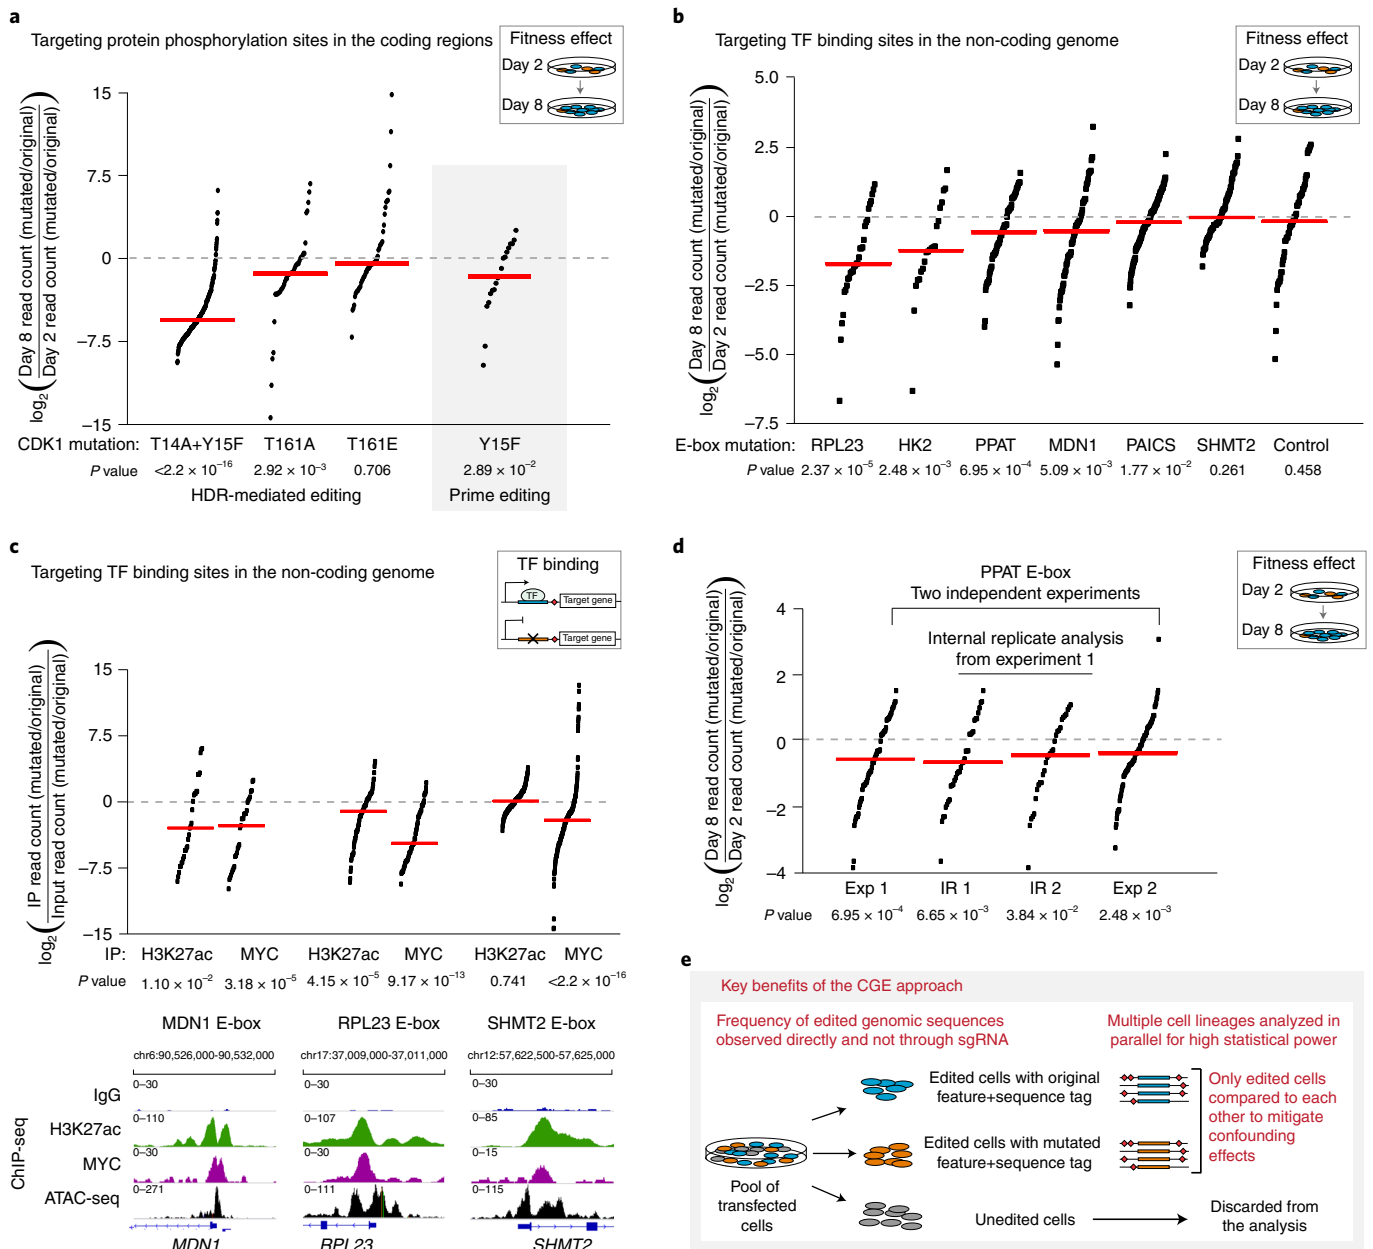 a
Targeting protein phosphorylation sites in the coding regions
Fitness effect
Day 2
Day 8
log2(Day 8 read count (mutated/original)
Day 2 read count (mutated/original))
15
7.5
0
−7.5
−15
CDK1 mutation: T14A+Y15F T161A T161E Y15F
P value <2.2 × 10−16 2.92 × 10−3 0.706 2.89 × 10−2
HDR-mediated editing Prime editing
b
Targeting TF binding sites in the non-coding genome
Fitness effect
Day 2
Day 8
log2(Day 8 read count (mutated/original)
Day 2 read count (mutated/original))
5.0
2.5
0
−2.5
−5.0
−7.5
E-box mutation: RPL23 HK2 PPAT MDN1 PAICS SHMT2 Control
P value 2.37 × 10−5 2.48 × 10−3 6.95 × 10−4 5.09 × 10−3 1.77 × 10−2 0.261 0.458
c
Targeting TF binding sites in the non-coding genome
TF binding
TF
Target gene
Target gene
log2(IP read count (mutated/original)
Input read count (mutated/original))
15
7.5
0
−7.5
−15
IP: H3K27ac MYC H3K27ac MYC H3K27ac MYC
P value 1.10 × 10−2 3.18 × 10−5 4.15 × 10−5 9.17 × 10−13 0.741 <2.2 × 10−16
MDN1 E-box RPL23 E-box SHMT2 E-box
chr6:90,526,000-90,532,000 chr17:37,009,000-37,011,000 chr12:57,622,500-57,625,000
ChIP-seq
IgG 0–30 0–30 0–30
H3K27ac 0–110 0–107 0–85
MYC 0–30 0–30 0–15
ATAC-seq 0–271 0–111 0–115
MDN1 RPL23 SHMT2
d
PPAT E-box
Two independent experiments
Internal replicate analysis
from experiment 1
Fitness effect
Day 2
Day 8
log2(Day 8 read count (mutated/original)
Day 2 read count (mutated/original))
4
2
0
−2
−4
Exp 1 IR 1 IR 2 Exp 2
P value 6.95 × 10−4 6.65 × 10−3 3.84 × 10−2 2.48 × 10−3
e
Key benefits of the CGE approach
Frequency of edited genomic sequences
observed directly and not through sgRNA
Multiple cell lineages analyzed in
parallel for high statistical power
Edited cells with original
feature+sequence tag
Edited cells with mutated
feature+sequence tag
Only edited cells
compared to each
other to mitigate
confounding
effects
Pool of
transfected
cells
Unedited cells
Discarded from
the analysis